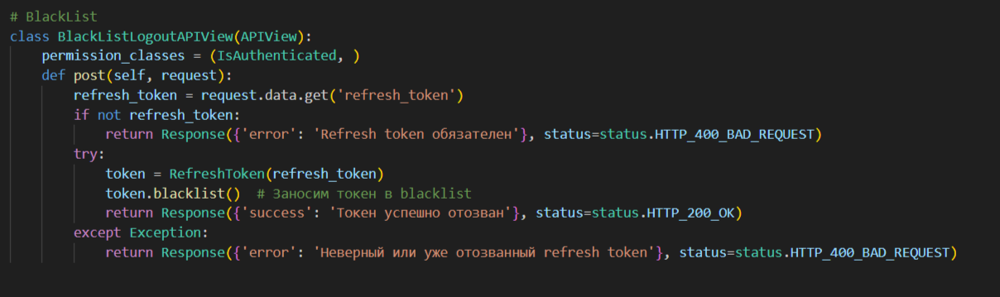 # BlackList
class BlackListLogoutAPIView(APIView):
    permission_classes = (IsAuthenticated, )
    def post(self, request):
        refresh_token = request.data.get('refresh_token')
        if not refresh_token:
            return Response({'error': 'Refresh token обязателен'}, status=status.HTTP_400_BAD_REQUEST)
        try:
            token = RefreshToken(refresh_token)
            token.blacklist()  # Заносим токен в blacklist
            return Response({'success': 'Токен успешно отозван'}, status=status.HTTP_200_OK)
        except Exception:
            return Response({'error': 'Неверный или уже отозванный refresh token'}, status=status.HTTP_400_BAD_REQUEST)